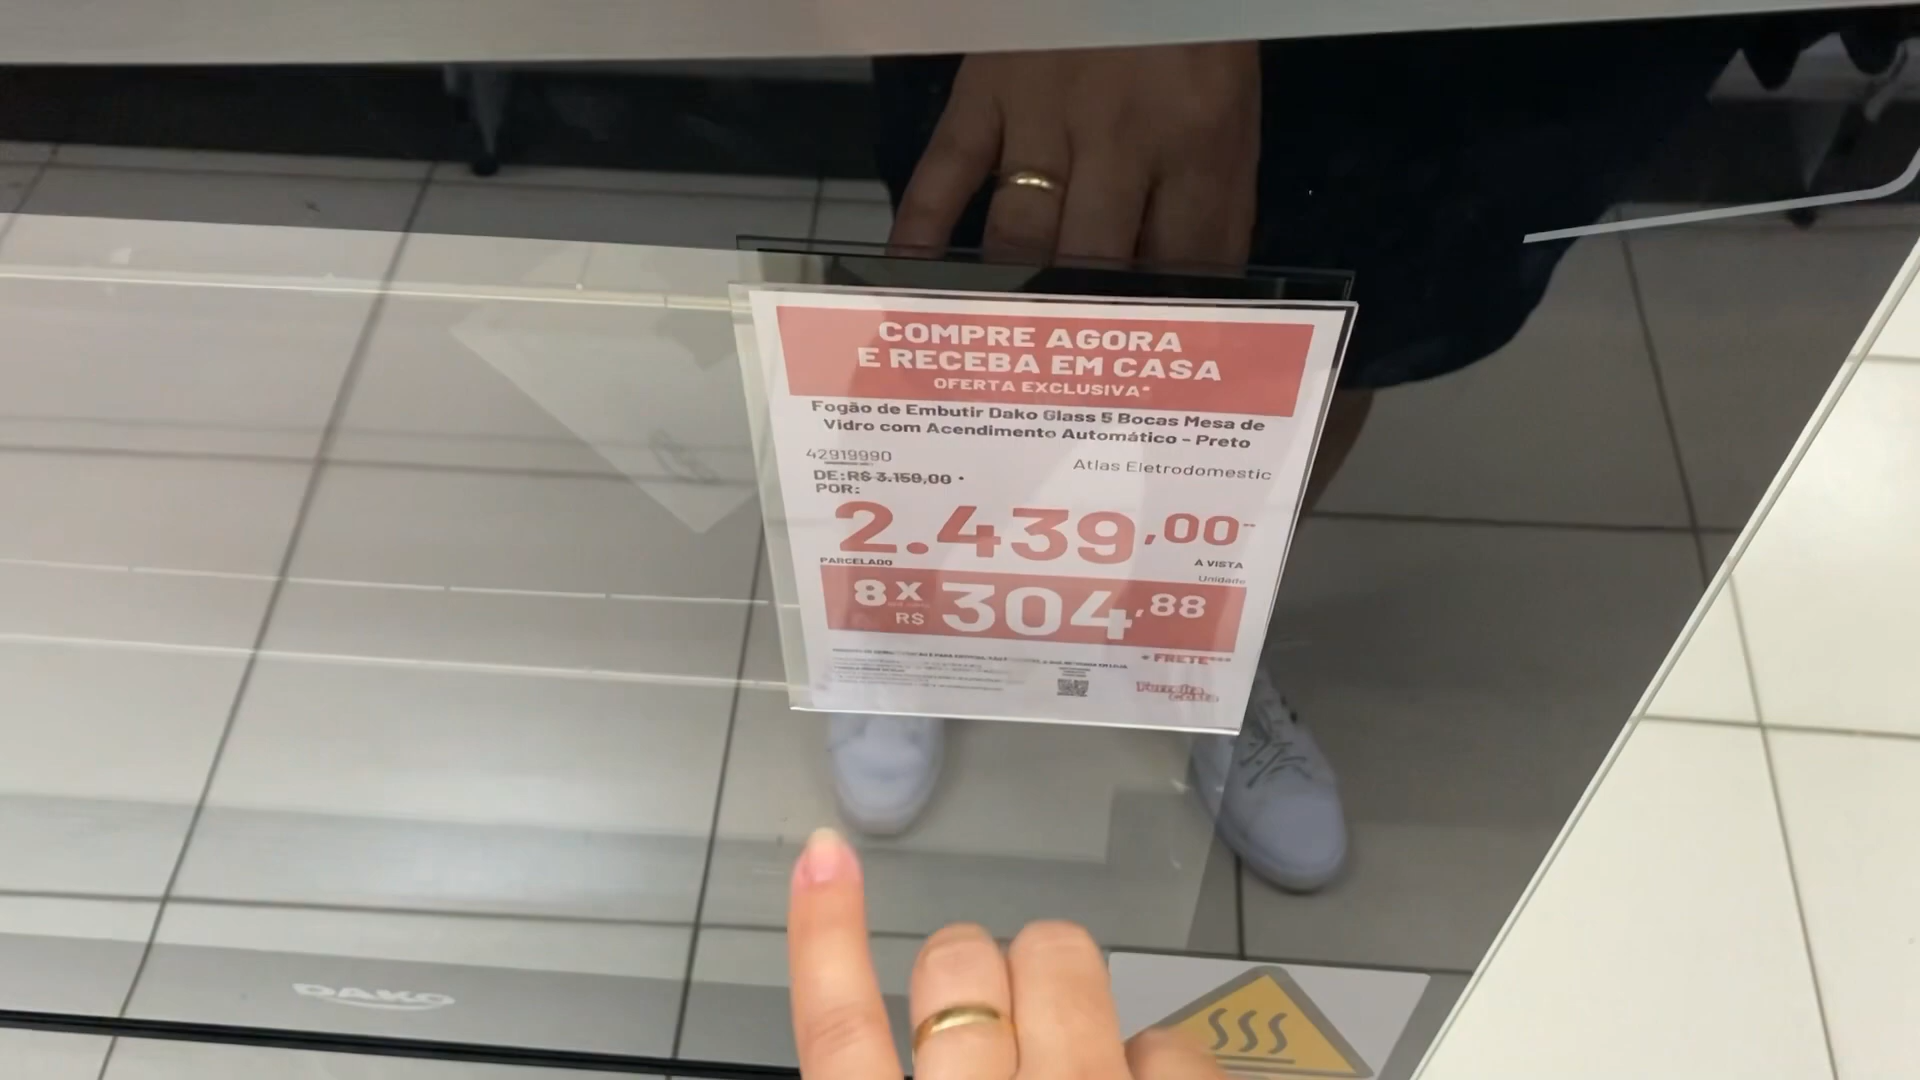 COMPRE AGORA
E RECEBA EM CASA
OFERTA EXCLUSIVA*
Fogão de Embutir Dako Glass 5 Bocas Mesa de
Vidro com Acendimento Automático - Preto
42919990
Atlas Eletrodomestic
DE:R$ 3.159,00
POR:
2.439,00
PARCELADO
À VISTA
Unidade
8X R$ 304,88
+ FRETE***
Ferreira Costa
DAKO